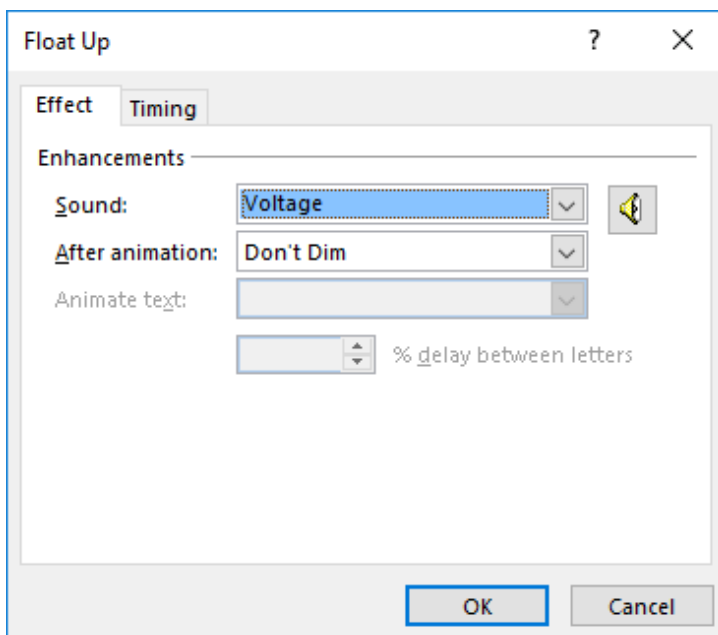 Float Up ?
Effect Timing
Enhancements
Sound: Voltage
After animation: Don't Dim
Animate text:
% delay between letters
OK Cancel